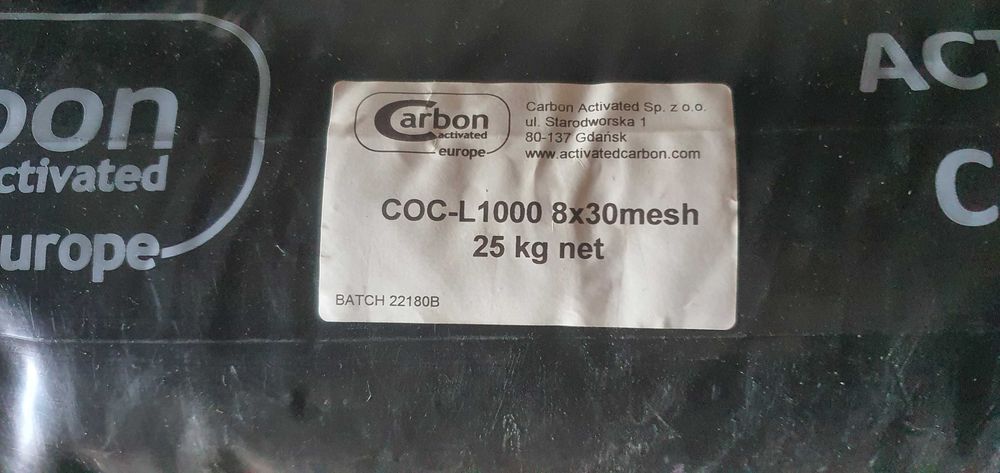 Carbon
activated
europe
Carbon Activated Sp. z o.o.
ul. Starodworska 1
80-137 Gdańsk
www.activatedcarbon.com
COC-L1000 8x30mesh
25 kg net
BATCH 22180B
bon
ctivated
urope
ACT
C